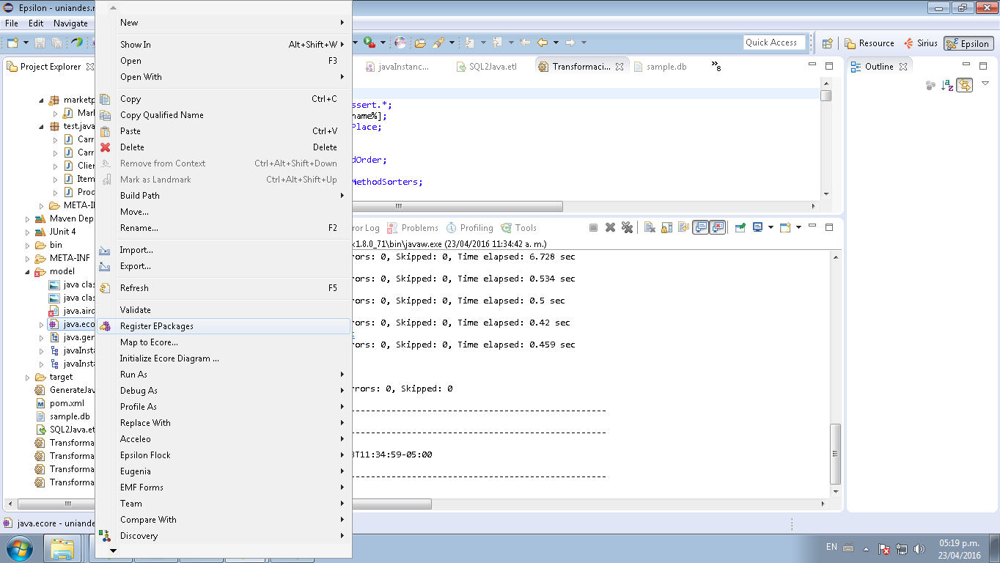 Epsilon - uniandes.
File Edit Navigate
Quick Access
Resource
Sirius
Epsilon
Project Explorer
marketp
Mar
test.java
Carr
Carr
Clien
Item
Prod
META-I
Maven Dep
JUnit 4
bin
META-INF
model
java clas
java clas
java.aird
java.eco
java.gen
javaInsta
javaInsta
target
GenerateJav
pom.xml
sample.db
SQL2Java.et
Transforma
Transforma
Transforma
Transforma
New
Show In Alt+Shift+W
Open F3
Open With
Copy Ctrl+C
Copy Qualified Name
Paste Ctrl+V
Delete Delete
Remove from Context Ctrl+Alt+Shift+Down
Mark as Landmark Ctrl+Alt+Shift+Up
Build Path
Move...
Rename... F2
Import...
Export...
Refresh F5
Validate
Register EPackages
Map to Ecore...
Initialize Ecore Diagram ...
Run As
Debug As
Profile As
Replace With
Acceleo
Epsilon Flock
Eugenia
EMF Forms
Team
Compare With
Discovery
javaInstanc...
SQL2Java.etl
Transformaci...
sample.db
»8
ssert.*;
name%];
Place;
dOrder;
MethodSorters;
ror Log
Problems
Profiling
Tools
k1.8.0_71\bin\javaw.exe (23/04/2016 11:34:42 a. m.)
rors: 0, Skipped: 0, Time elapsed: 6.728 sec
rors: 0, Skipped: 0, Time elapsed: 0.534 sec
rors: 0, Skipped: 0, Time elapsed: 0.5 sec
rors: 0, Skipped: 0, Time elapsed: 0.42 sec
rors: 0, Skipped: 0, Time elapsed: 0.459 sec
rrors: 0, Skipped: 0
------------------------------------------------
------------------------------------------------
3T11:34:59-05:00
------------------------------------------------
Outline
java.ecore - uniandes
EN
05:19 p.m.
23/04/2016